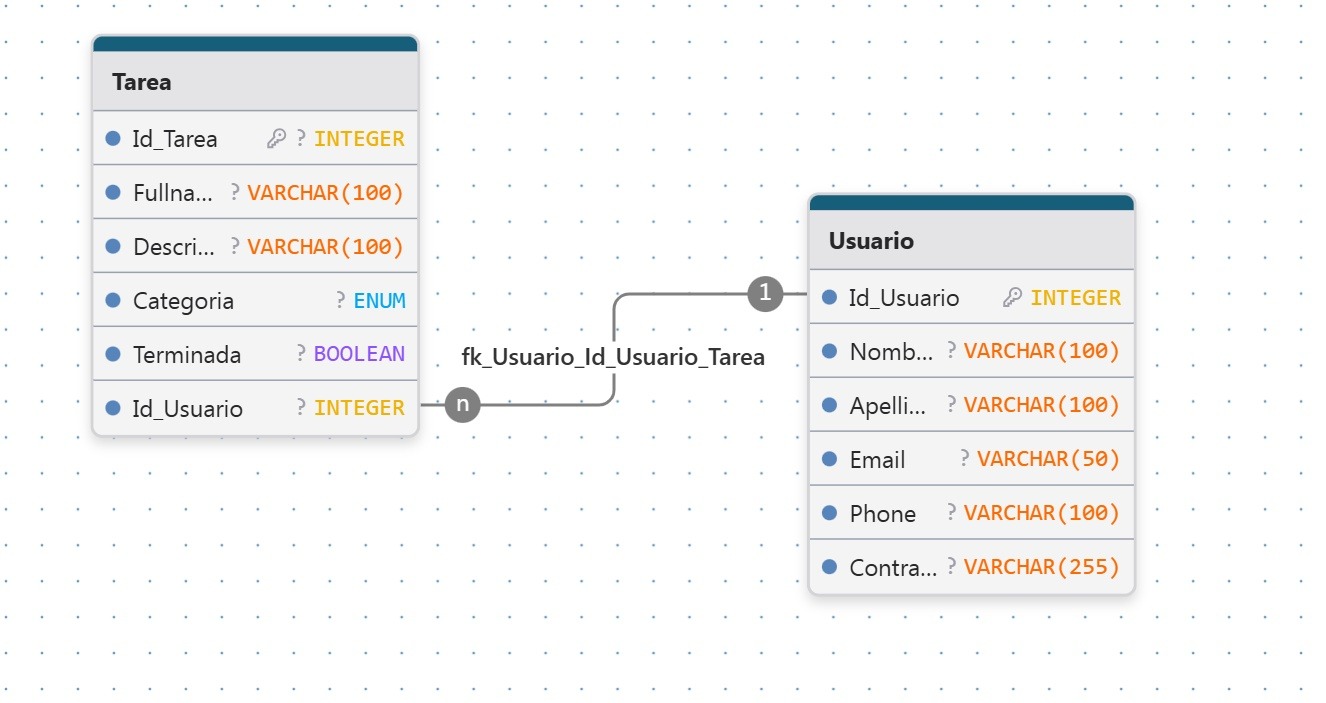 Tarea
Id_Tarea ? INTEGER
Fullna... ? VARCHAR(100)
Descri... ? VARCHAR(100)
Categoria ? ENUM
Terminada ? BOOLEAN
Id_Usuario ? INTEGER
n
fk_Usuario_Id_Usuario_Tarea
1
Usuario
Id_Usuario INTEGER
Nomb... ? VARCHAR(100)
Apelli... ? VARCHAR(100)
Email ? VARCHAR(50)
Phone ? VARCHAR(100)
Contra... ? VARCHAR(255)